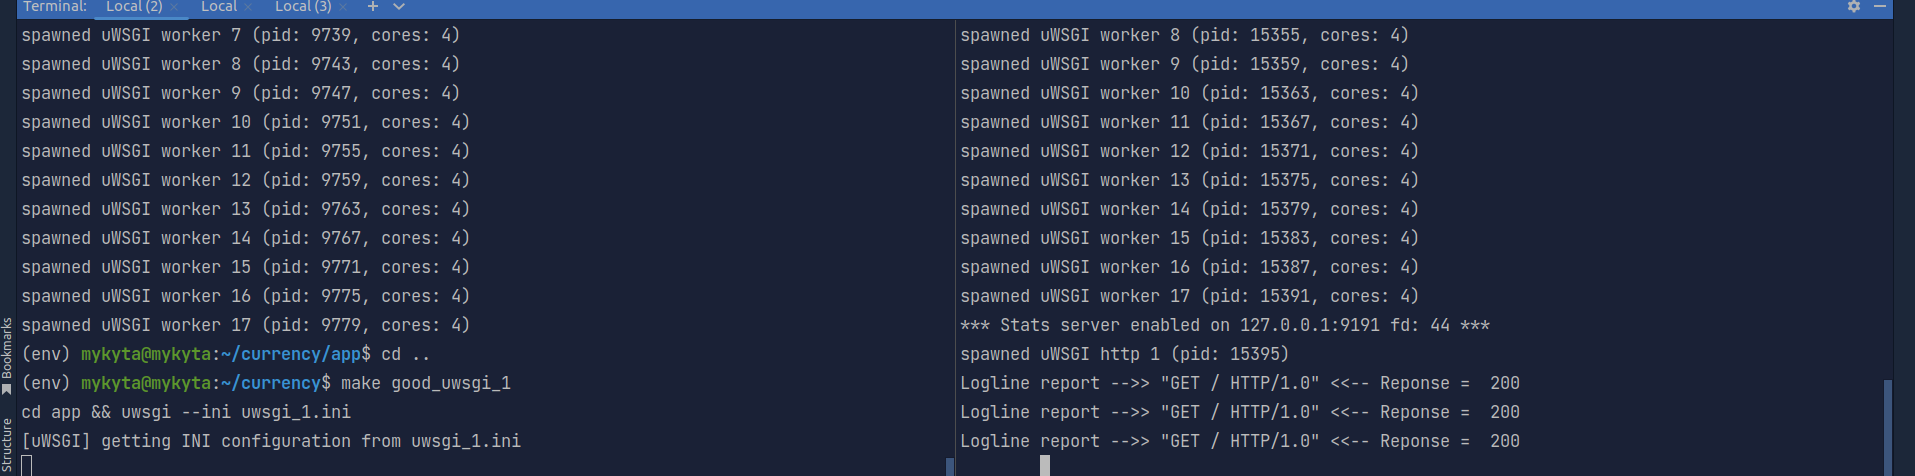 Terminal: Local (2) × Local × Local (3) × +
spawned uWSGI worker 7 (pid: 9739, cores: 4)
spawned uWSGI worker 8 (pid: 9743, cores: 4)
spawned uWSGI worker 9 (pid: 9747, cores: 4)
spawned uWSGI worker 10 (pid: 9751, cores: 4)
spawned uWSGI worker 11 (pid: 9755, cores: 4)
spawned uWSGI worker 12 (pid: 9759, cores: 4)
spawned uWSGI worker 13 (pid: 9763, cores: 4)
spawned uWSGI worker 14 (pid: 9767, cores: 4)
spawned uWSGI worker 15 (pid: 9771, cores: 4)
spawned uWSGI worker 16 (pid: 9775, cores: 4)
spawned uWSGI worker 17 (pid: 9779, cores: 4)
(env) mykyta@mykyta:~/currency/app$ cd ..
(env) mykyta@mykyta:~/currency$ make good_uwsgi_1
cd app && uwsgi --ini uwsgi_1.ini
[uWSGI] getting INI configuration from uwsgi_1.ini
spawned uWSGI worker 8 (pid: 15355, cores: 4)
spawned uWSGI worker 9 (pid: 15359, cores: 4)
spawned uWSGI worker 10 (pid: 15363, cores: 4)
spawned uWSGI worker 11 (pid: 15367, cores: 4)
spawned uWSGI worker 12 (pid: 15371, cores: 4)
spawned uWSGI worker 13 (pid: 15375, cores: 4)
spawned uWSGI worker 14 (pid: 15379, cores: 4)
spawned uWSGI worker 15 (pid: 15383, cores: 4)
spawned uWSGI worker 16 (pid: 15387, cores: 4)
spawned uWSGI worker 17 (pid: 15391, cores: 4)
*** Stats server enabled on 127.0.0.1:9191 fd: 44 ***
spawned uWSGI http 1 (pid: 15395)
Logline report -->> "GET / HTTP/1.0" <<-- Reponse =  200
Logline report -->> "GET / HTTP/1.0" <<-- Reponse =  200
Logline report -->> "GET / HTTP/1.0" <<-- Reponse =  200
Bookmarks
Structure